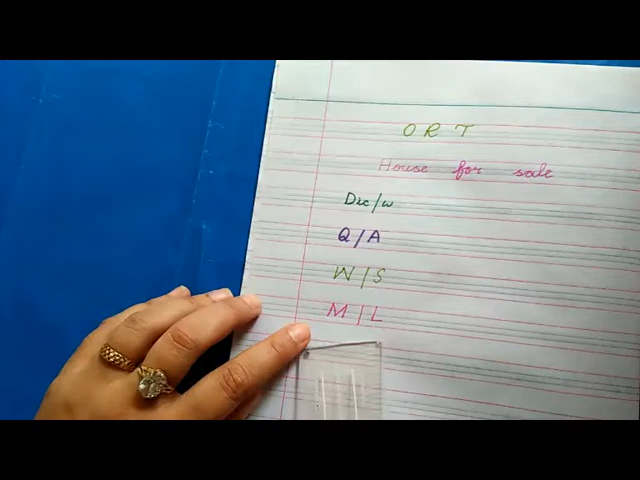 O R T
House for sale
Dic/w
Q/A
W/S
M/L